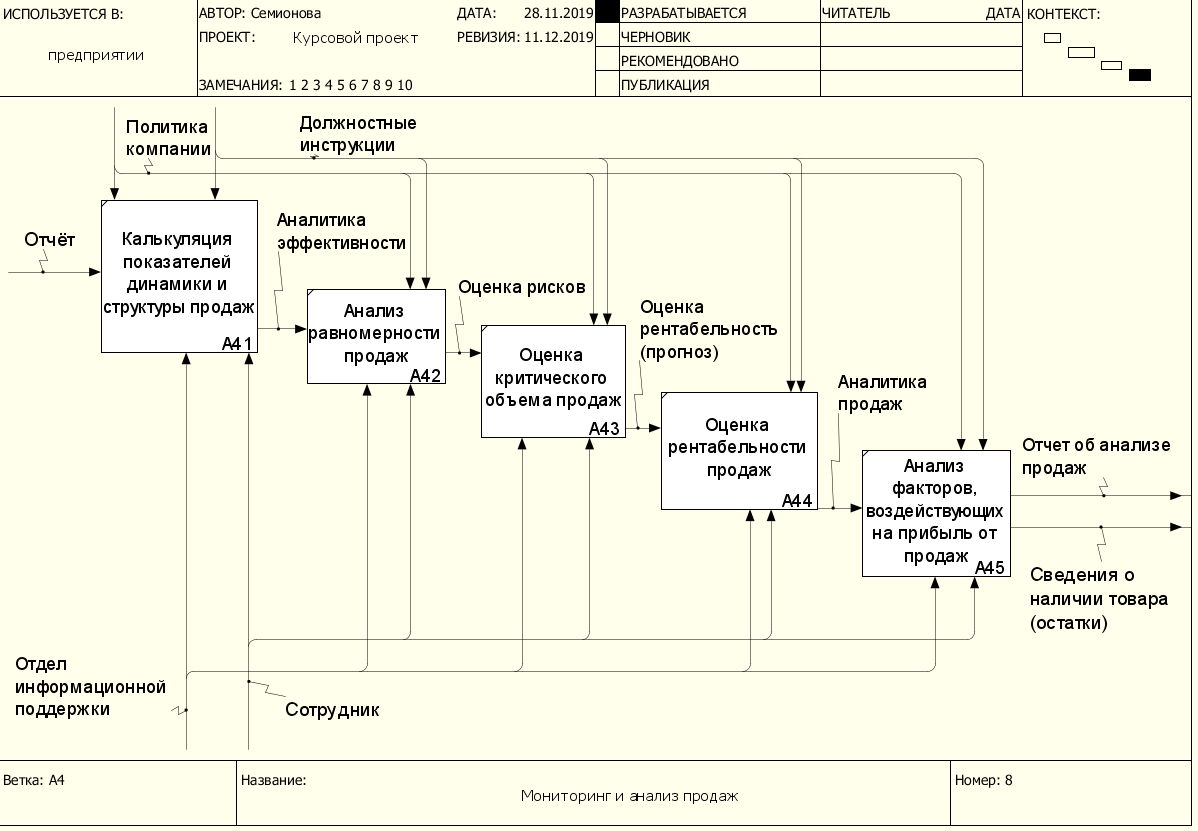 ИСПОЛЬЗУЕТСЯ В:
предприятии
АВТОР: Семионова
ДАТА: 28.11.2019
ПРОЕКТ: Курсовой проект
РЕВИЗИЯ: 11.12.2019
ЗАМЕЧАНИЯ: 1 2 3 4 5 6 7 8 9 10
РАЗРАБАТЫВАЕТСЯ
ЧЕРНОВИК
РЕКОМЕНДОВАНО
ПУБЛИКАЦИЯ
ЧИТАТЕЛЬ ДАТА
КОНТЕКСТ:
Политика
компании
Должностные
инструкции
Отчёт
Калькуляция
показателей
динамики и
структуры продаж
A41
Аналитика
эффективности
Анализ
равномерности
продаж
A42
Оценка рисков
Оценка
критического
объема продаж
A43
Оценка
рентабельность
(прогноз)
Оценка
рентабельности
продаж
A44
Аналитика
продаж
Анализ
факторов,
воздействующих
на прибыль от
продаж
A45
Отчет об анализе
продаж
Сведения о
наличии товара
(остатки)
Отдел
информационной
поддержки
Сотрудник
Ветка: A4
Название:
Мониторинг и анализ продаж
Номер: 8